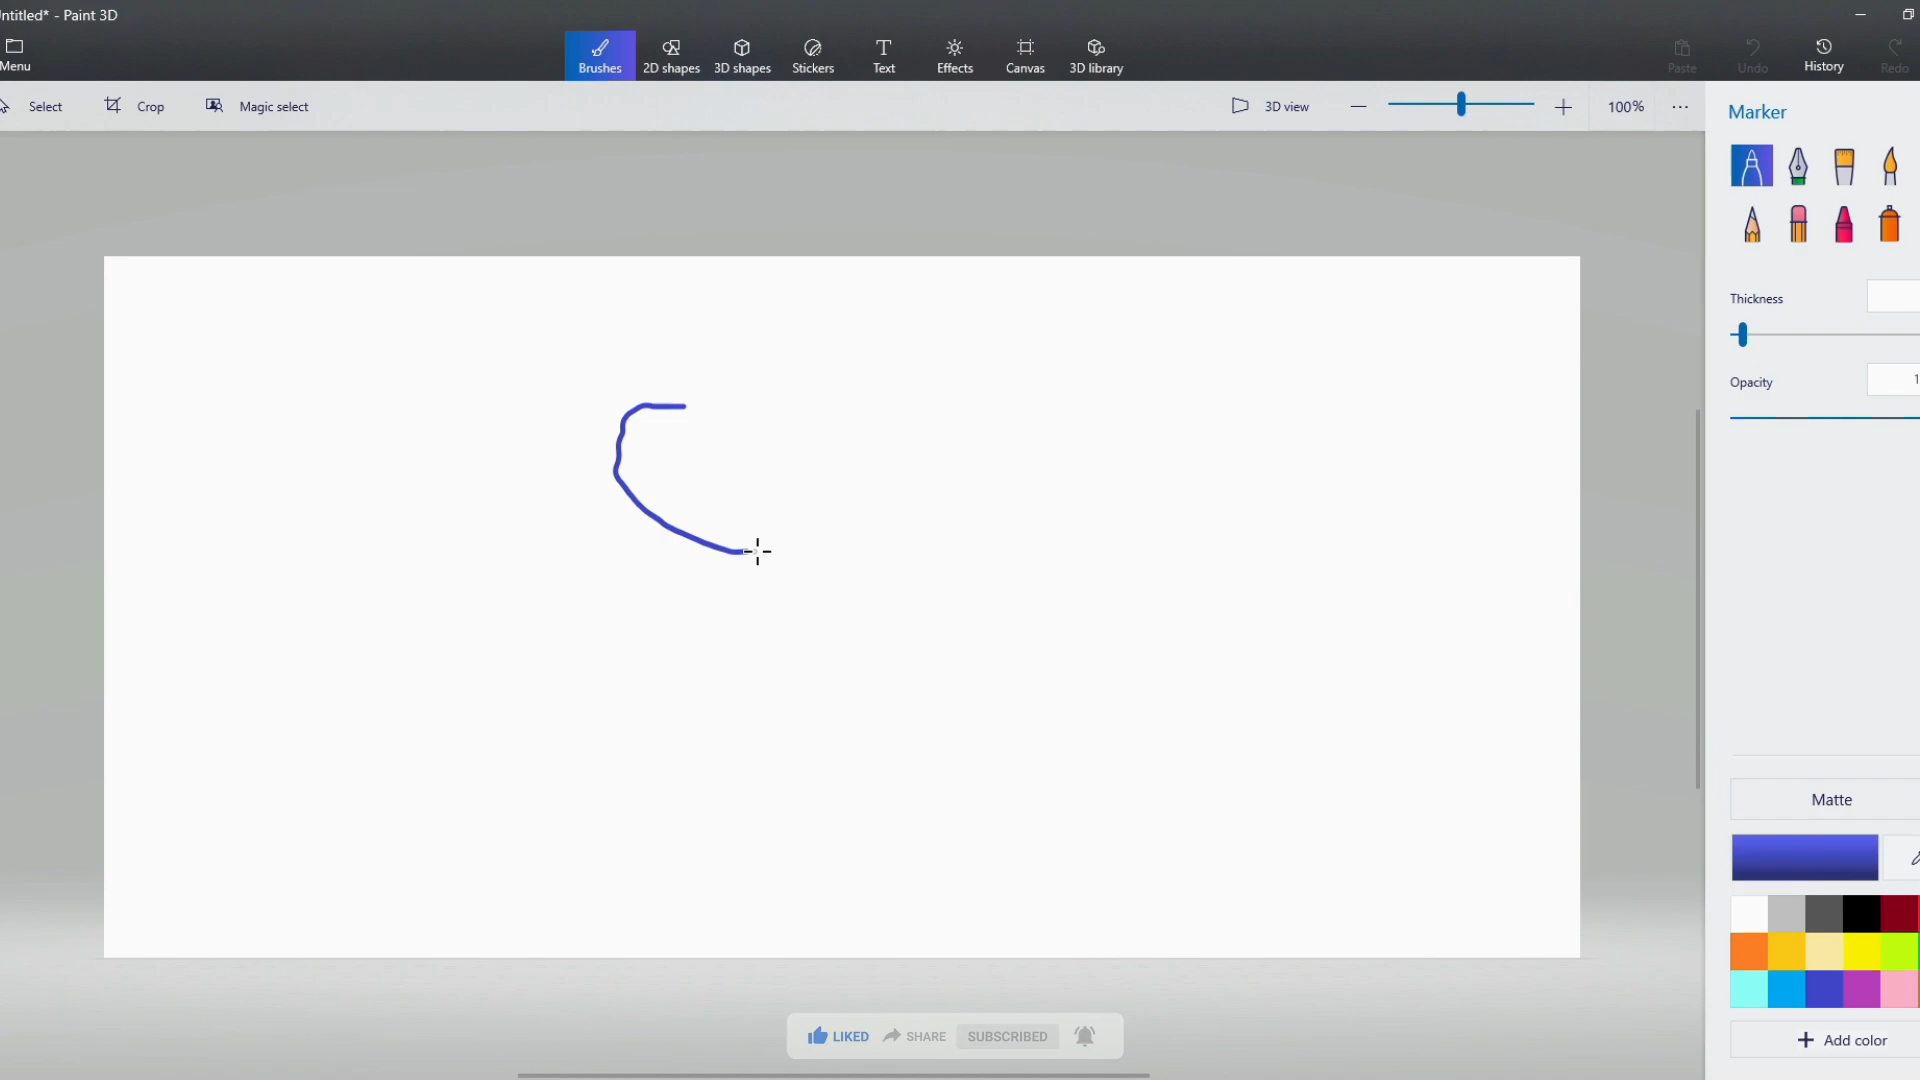 ntitled* - Paint 3D
Menu
Brushes
2D shapes
3D shapes
Stickers
Text
Effects
Canvas
3D library
Paste
Undo
History
Redo
Select
Crop
Magic select
3D view
100%
Marker
Thickness
Opacity
1
Matte
Add color
LIKED
SHARE
SUBSCRIBED